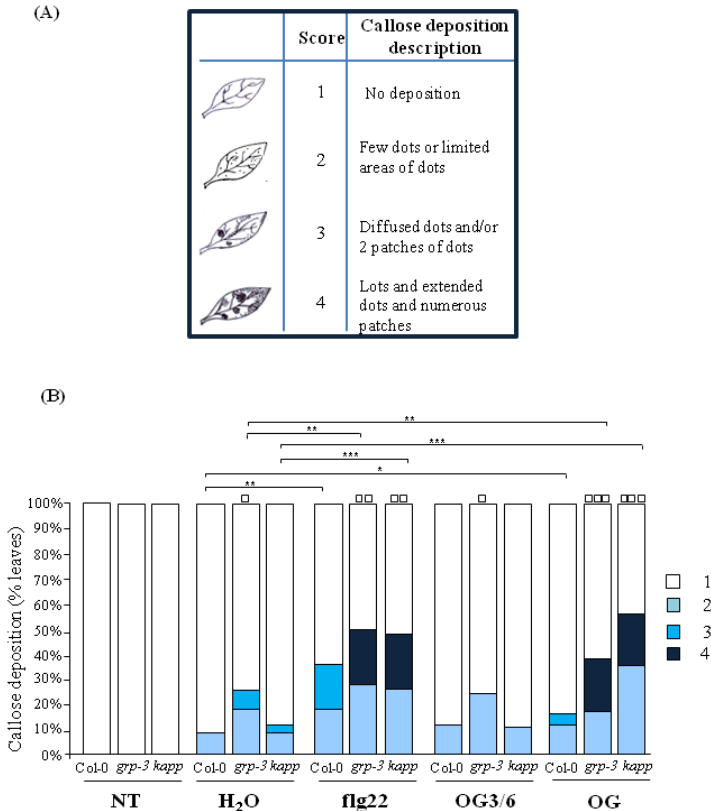 (A)
Score
Callose deposition
description
1
No deposition
2
Few dots or limited
areas of dots
3
Diffused dots and/or
2 patches of dots
4
Lots and extended
dots and numerous
patches
(B)
**
**
***
***
*
**
100%
90%
80%
70%
60%
50%
40%
30%
20%
10%
0%
Callose deposition (% leaves)
1
2
3
4
Col-0 grp-3 kapp Col-0 grp-3 kapp Col-0 grp-3 kapp Col-0 grp-3 kapp Col-0 grp-3 kapp
NT H₂O flg22 OG3/6 OG